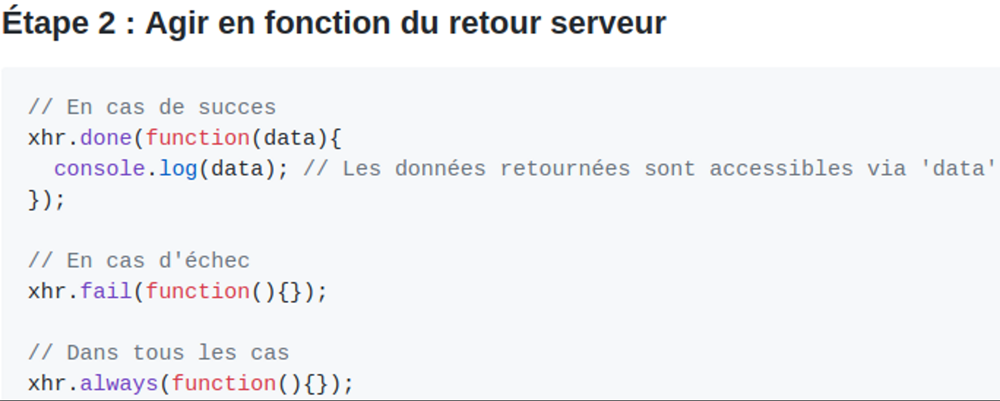 Étape 2 : Agir en fonction du retour serveur
// En cas de succes
xhr.done(function(data){
  console.log(data); // Les données retournées sont accessibles via 'data'
});
// En cas d'échec
xhr.fail(function(){});
// Dans tous les cas
xhr.always(function(){});